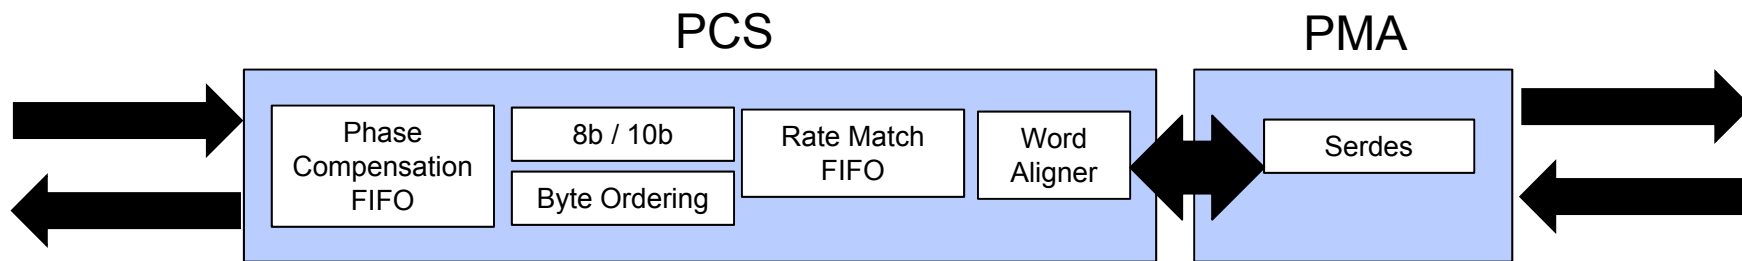 PCS
PMA
Phase
Compensation
FIFO
8b / 10b
Byte Ordering
Rate Match
FIFO
Word
Aligner
Serdes